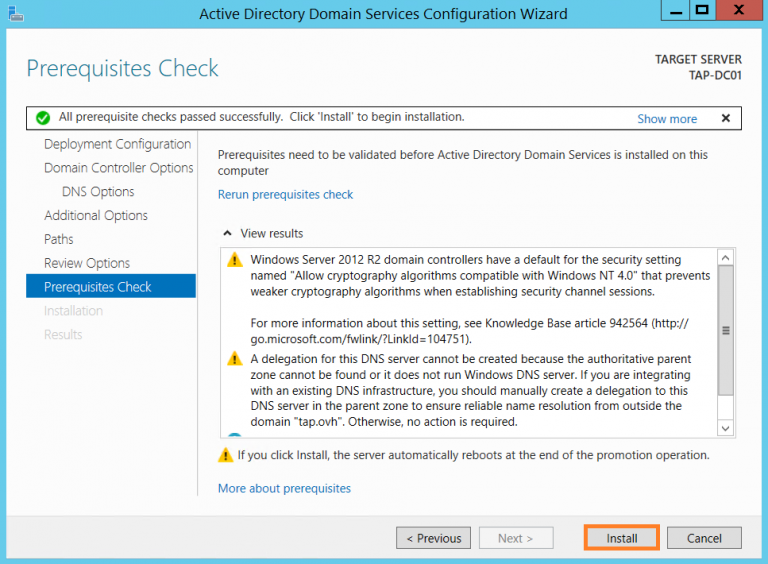 Active Directory Domain Services Configuration Wizard
Prerequisites Check
TARGET SERVER
TAP-DC01
All prerequisite checks passed successfully.  Click 'Install' to begin installation.
Show more
Deployment Configuration
Domain Controller Options
DNS Options
Additional Options
Paths
Review Options
Prerequisites Check
Installation
Results
Prerequisites need to be validated before Active Directory Domain Services is installed on this
computer
Rerun prerequisites check
View results
Windows Server 2012 R2 domain controllers have a default for the security setting
named "Allow cryptography algorithms compatible with Windows NT 4.0" that prevents
weaker cryptography algorithms when establishing security channel sessions.
For more information about this setting, see Knowledge Base article 942564 (http://
go.microsoft.com/fwlink/?LinkId=104751).
A delegation for this DNS server cannot be created because the authoritative parent
zone cannot be found or it does not run Windows DNS server. If you are integrating
with an existing DNS infrastructure, you should manually create a delegation to this
DNS server in the parent zone to ensure reliable name resolution from outside the
domain "tap.ovh". Otherwise, no action is required.
If you click Install, the server automatically reboots at the end of the promotion operation.
More about prerequisites
< Previous
Next >
Install
Cancel